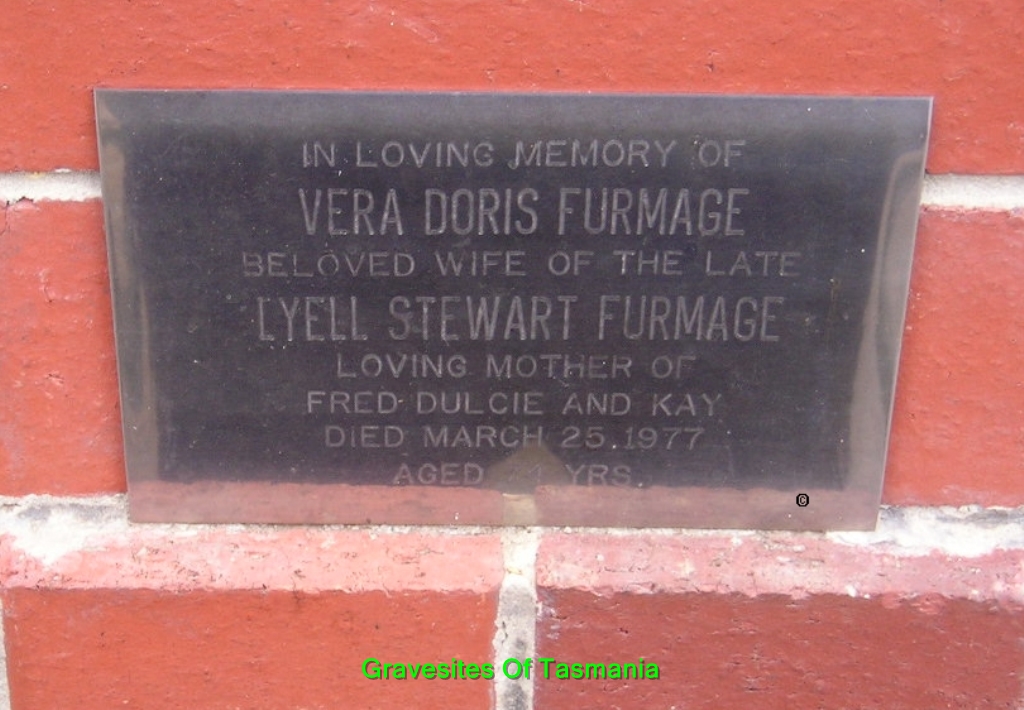 IN LOVING MEMORY OF
VERA DORIS FURMAGE
BELOVED WIFE OF THE LATE
LYELL STEWART FURMAGE
LOVING MOTHER OF
FRED DULCIE AND KAY
DIED MARCH 25.1977
AGED YRS.
©
Gravesites Of Tasmania